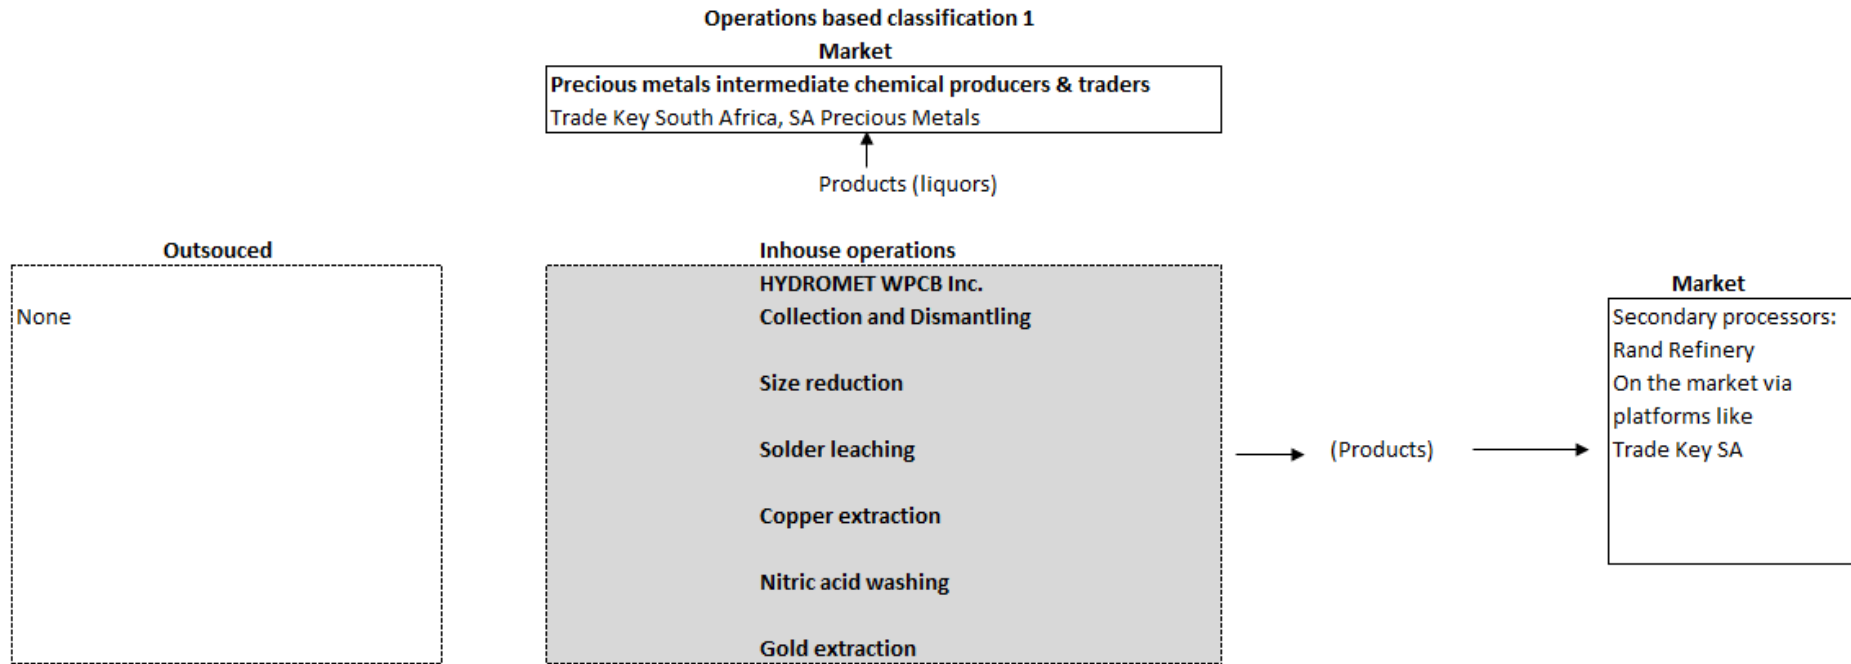 Operations based classification 1
Market
Precious metals intermediate chemical producers & traders
Trade Key South Africa, SA Precious Metals
Products (liquors)
Outsouced
None
Inhouse operations
HYDROMET WPCB Inc.
Collection and Dismantling
Size reduction
Solder leaching
Copper extraction
Nitric acid washing
Gold extraction
(Products)
Market
Secondary processors:
Rand Refinery
On the market via
platforms like
Trade Key SA